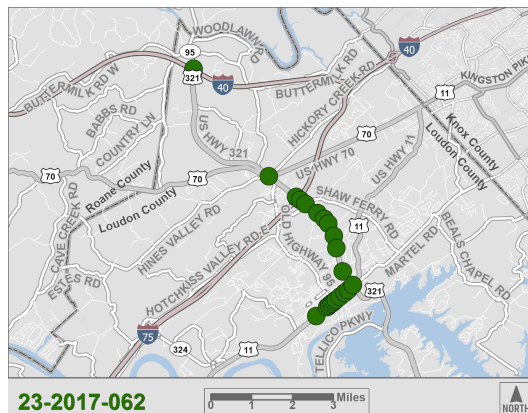 WOODLAWN RD
95
321
40
40
BUTTERMILK RD W
BUTTERMILK RD
KINGSTON PIK
BABBS RD
COUNTRY LN
HICKORY CREEK RD
11
US HWY 321
70
US HWY 11
Knox County
Loudon County
70
70
US HWY 70
Roane County
Loudon County
SHAW FERRY RD
CAVE CREEK RD
HINES VALLEY RD
OLD HIGHWAY 95
11
BEALS CHAPEL RD
MARTEL RD
ESTES RD
HOTCHKISS VALLEY RD E
321
75
324
11
TELLICO PKWY
23-2017-062
Miles
0 1 2 3
NORTH